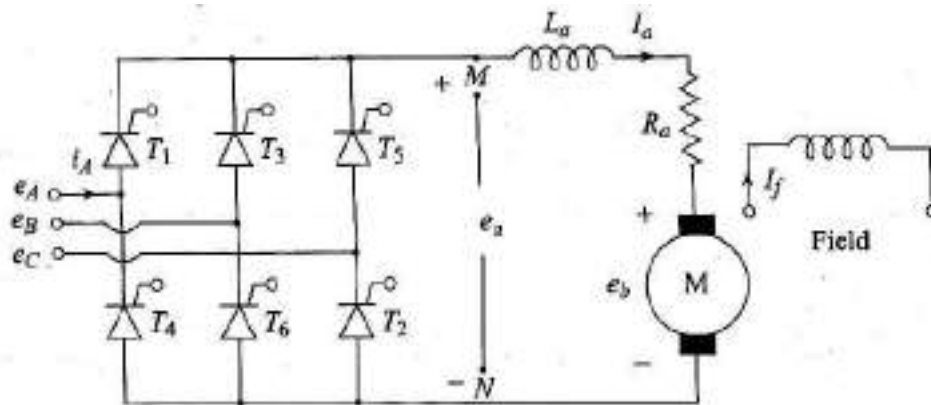 L_a I_a
+ M
R_a
T_1 T_3 T_5
i_A
e_A
e_B
e_C
e_a
I_f
+
Field
e_b M
T_4 T_6 T_2
- N
-